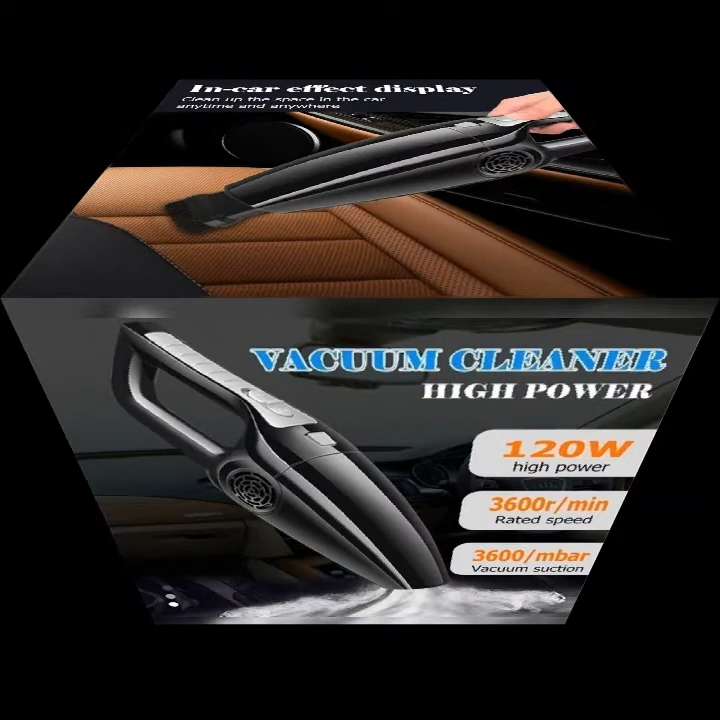 In-car effect display
Clean up the space in the car
anytime and anywhere
VACUUM CLEANER
HIGH POWER
120W
high power
3600r/min
Rated speed
3600/mbar
Vacuum suction